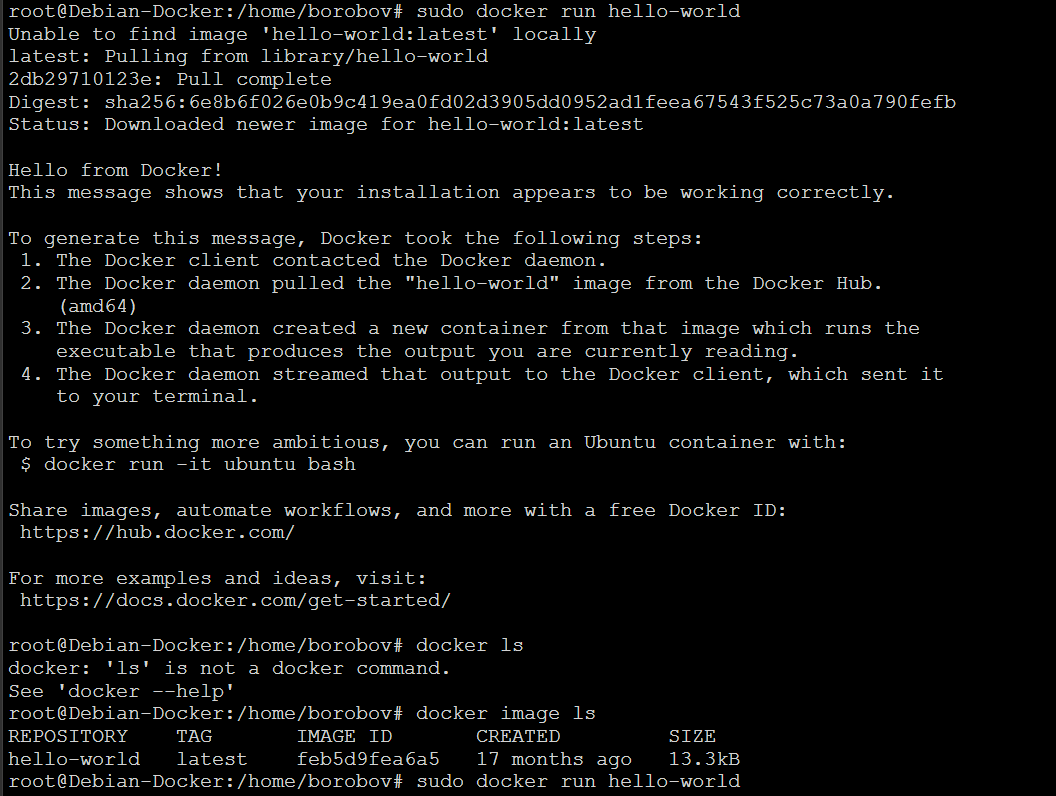 root@Debian-Docker:/home/borobov# sudo docker run hello-world
Unable to find image 'hello-world:latest' locally
latest: Pulling from library/hello-world
2db29710123e: Pull complete
Digest: sha256:6e8b6f026e0b9c419ea0fd02d3905dd0952ad1feea67543f525c73a0a790fefb
Status: Downloaded newer image for hello-world:latest

Hello from Docker!
This message shows that your installation appears to be working correctly.

To generate this message, Docker took the following steps:
 1. The Docker client contacted the Docker daemon.
 2. The Docker daemon pulled the "hello-world" image from the Docker Hub.
    (amd64)
 3. The Docker daemon created a new container from that image which runs the
    executable that produces the output you are currently reading.
 4. The Docker daemon streamed that output to the Docker client, which sent it
    to your terminal.

To try something more ambitious, you can run an Ubuntu container with:
 $ docker run -it ubuntu bash

Share images, automate workflows, and more with a free Docker ID:
 https://hub.docker.com/

For more examples and ideas, visit:
 https://docs.docker.com/get-started/

root@Debian-Docker:/home/borobov# docker ls
docker: 'ls' is not a docker command.
See 'docker --help'
root@Debian-Docker:/home/borobov# docker image ls
REPOSITORY    TAG       IMAGE ID       CREATED         SIZE
hello-world   latest    feb5d9fea6a5   17 months ago   13.3kB
root@Debian-Docker:/home/borobov# sudo docker run hello-world